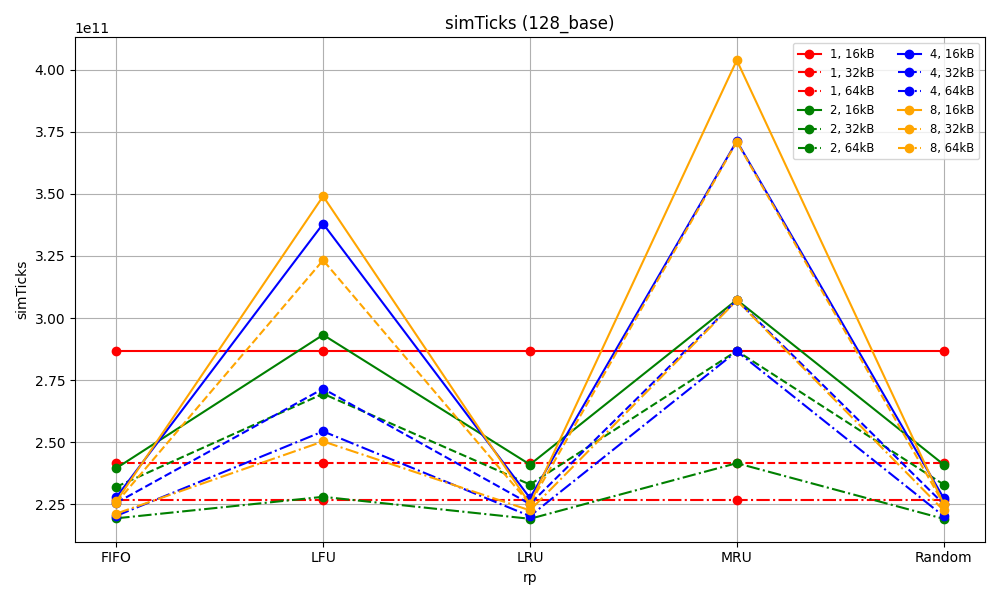 simTicks (128_base)
1e11
4.00
3.75
3.50
3.25
3.00
2.75
2.50
2.25
simTicks
FIFO
LFU
LRU
MRU
Random
rp
1, 16kB
1, 32kB
1, 64kB
2, 16kB
2, 32kB
2, 64kB
4, 16kB
4, 32kB
4, 64kB
8, 16kB
8, 32kB
8, 64kB